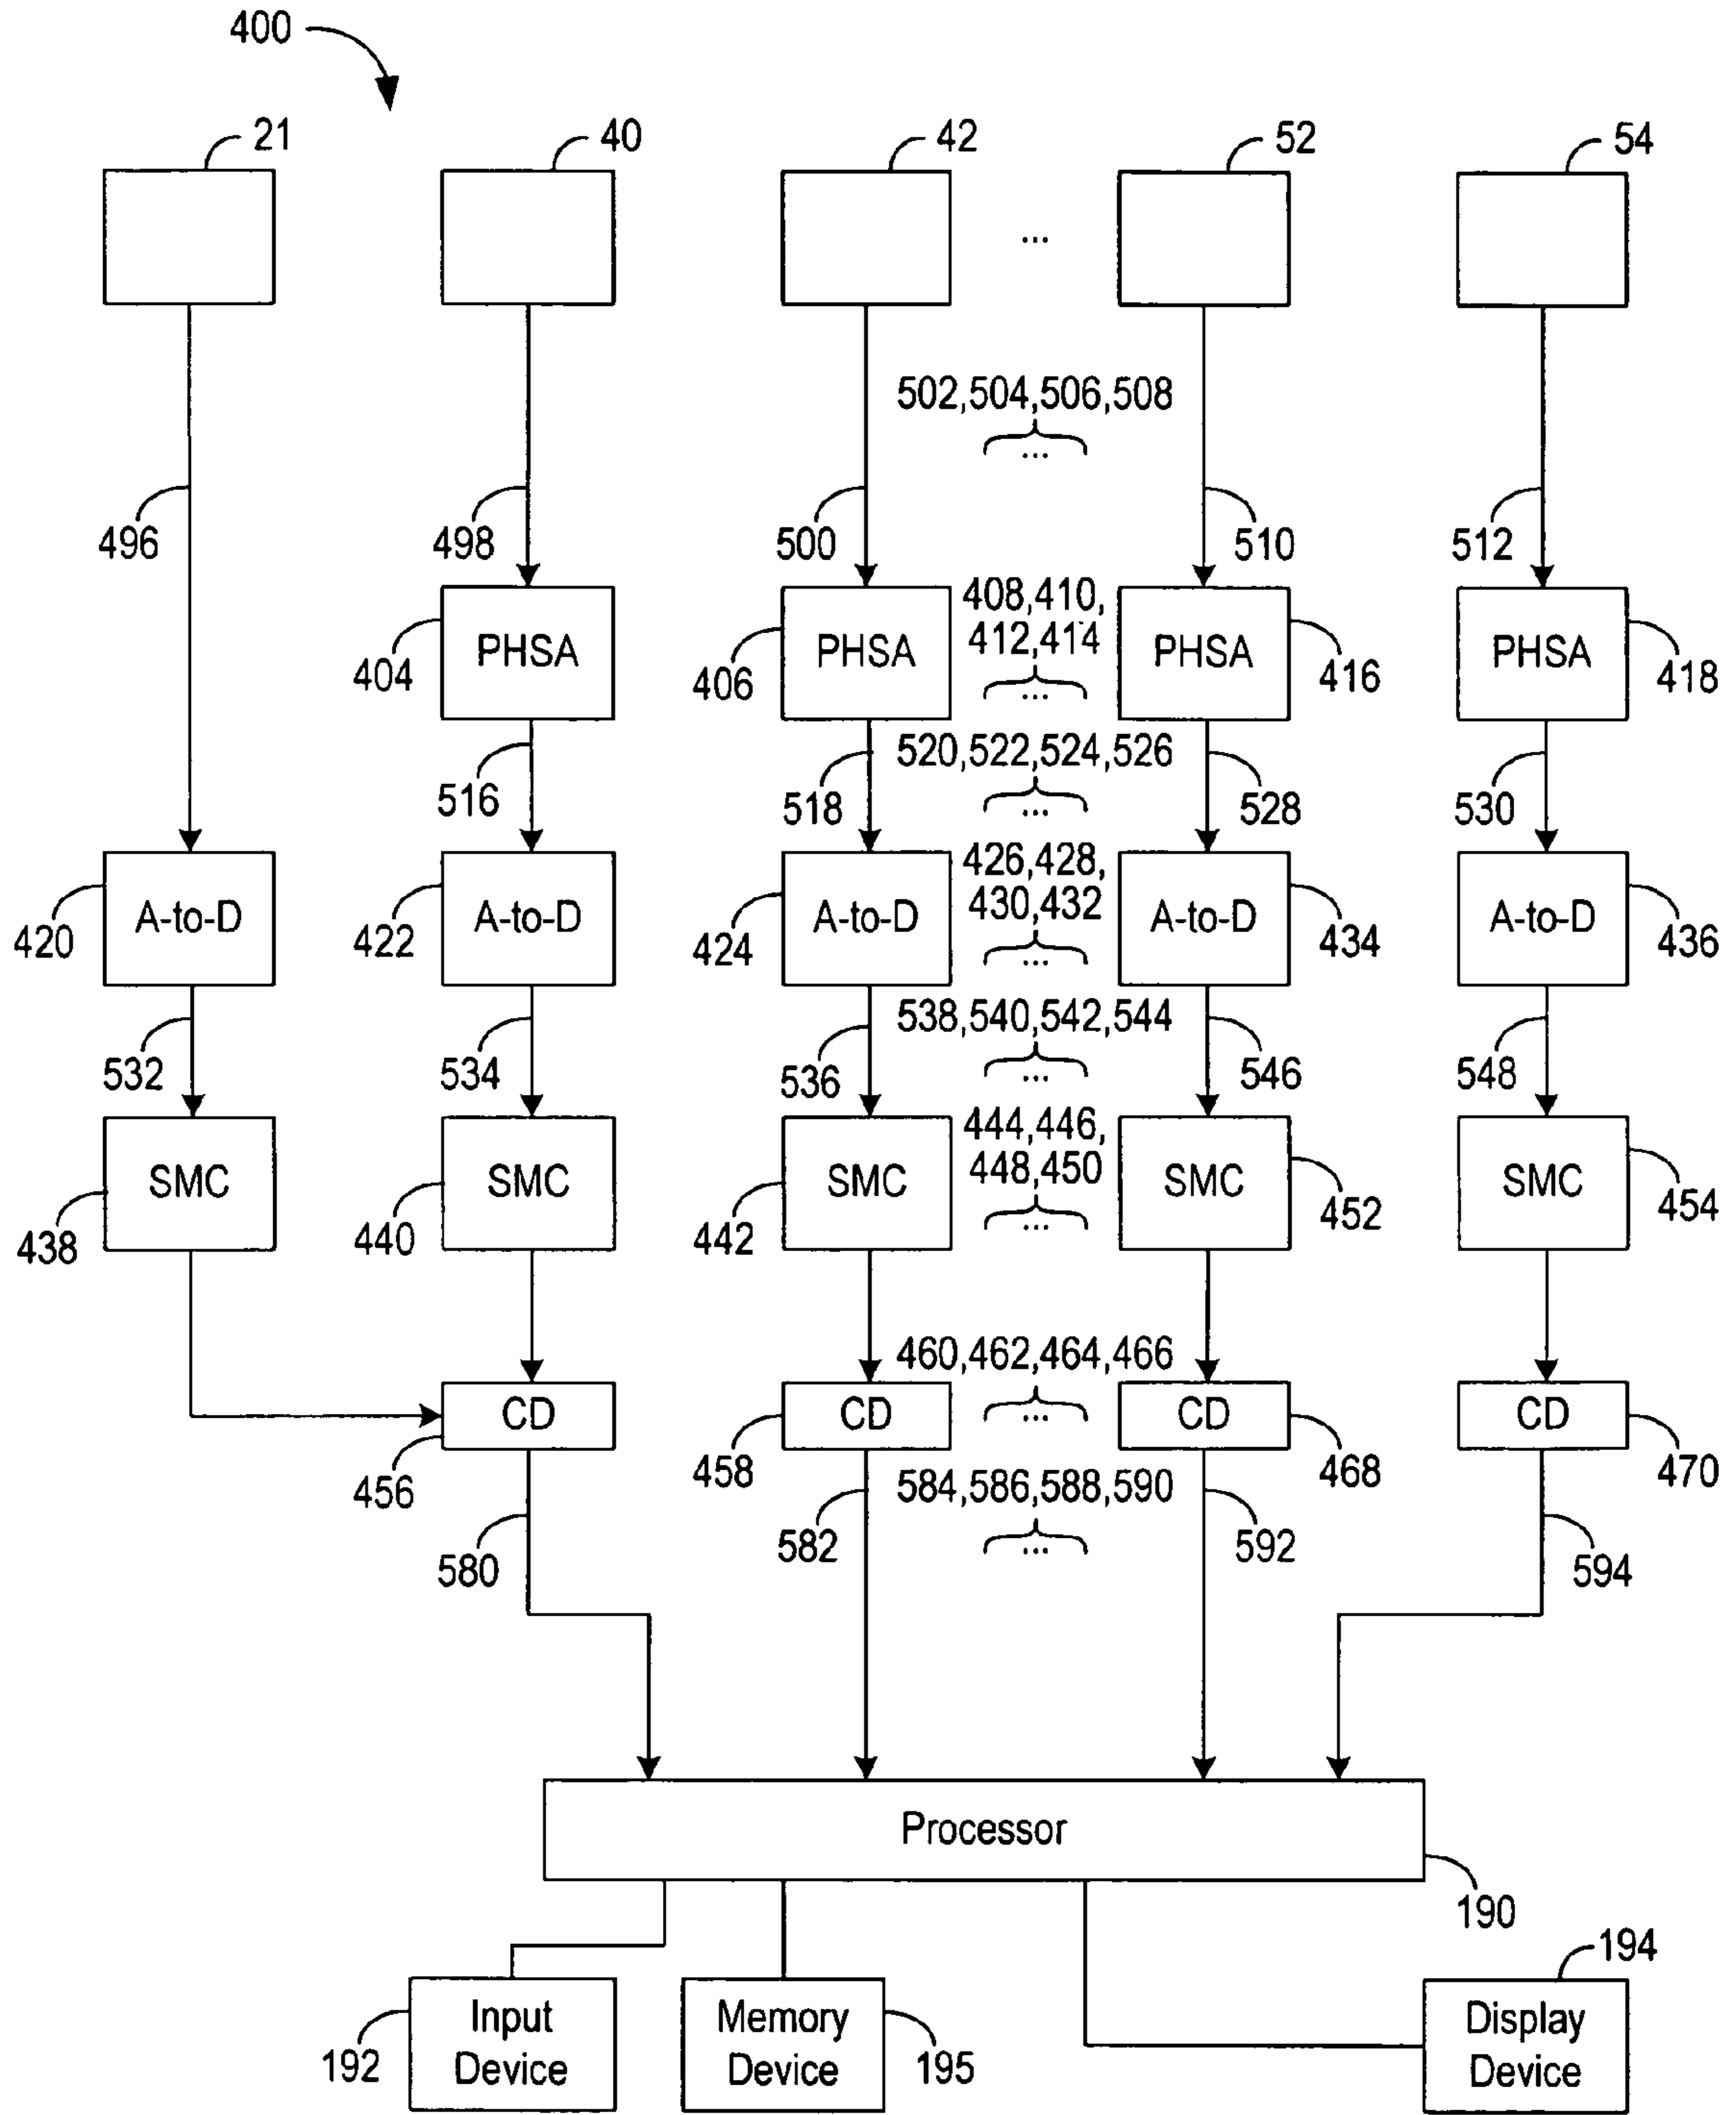 400
21
40
42
52
54
...
502,504,506,508
...
496
498
500
510
512
408,410,
412,414
...
PHSA
PHSA
PHSA
PHSA
404
406
416
418
520,522,524,526
...
516
518
528
530
426,428,
430,432
...
A-to-D
A-to-D
A-to-D
A-to-D
A-to-D
420
422
424
434
436
538,540,542,544
...
532
534
536
546
548
444,446,
448,450
...
SMC
SMC
SMC
SMC
SMC
438
440
442
452
454
460,462,464,466
...
CD
CD
CD
CD
456
458
468
470
584,586,588,590
...
580
582
592
594
Processor
190
Input
Device
192
Memory
Device
195
194
Display
Device